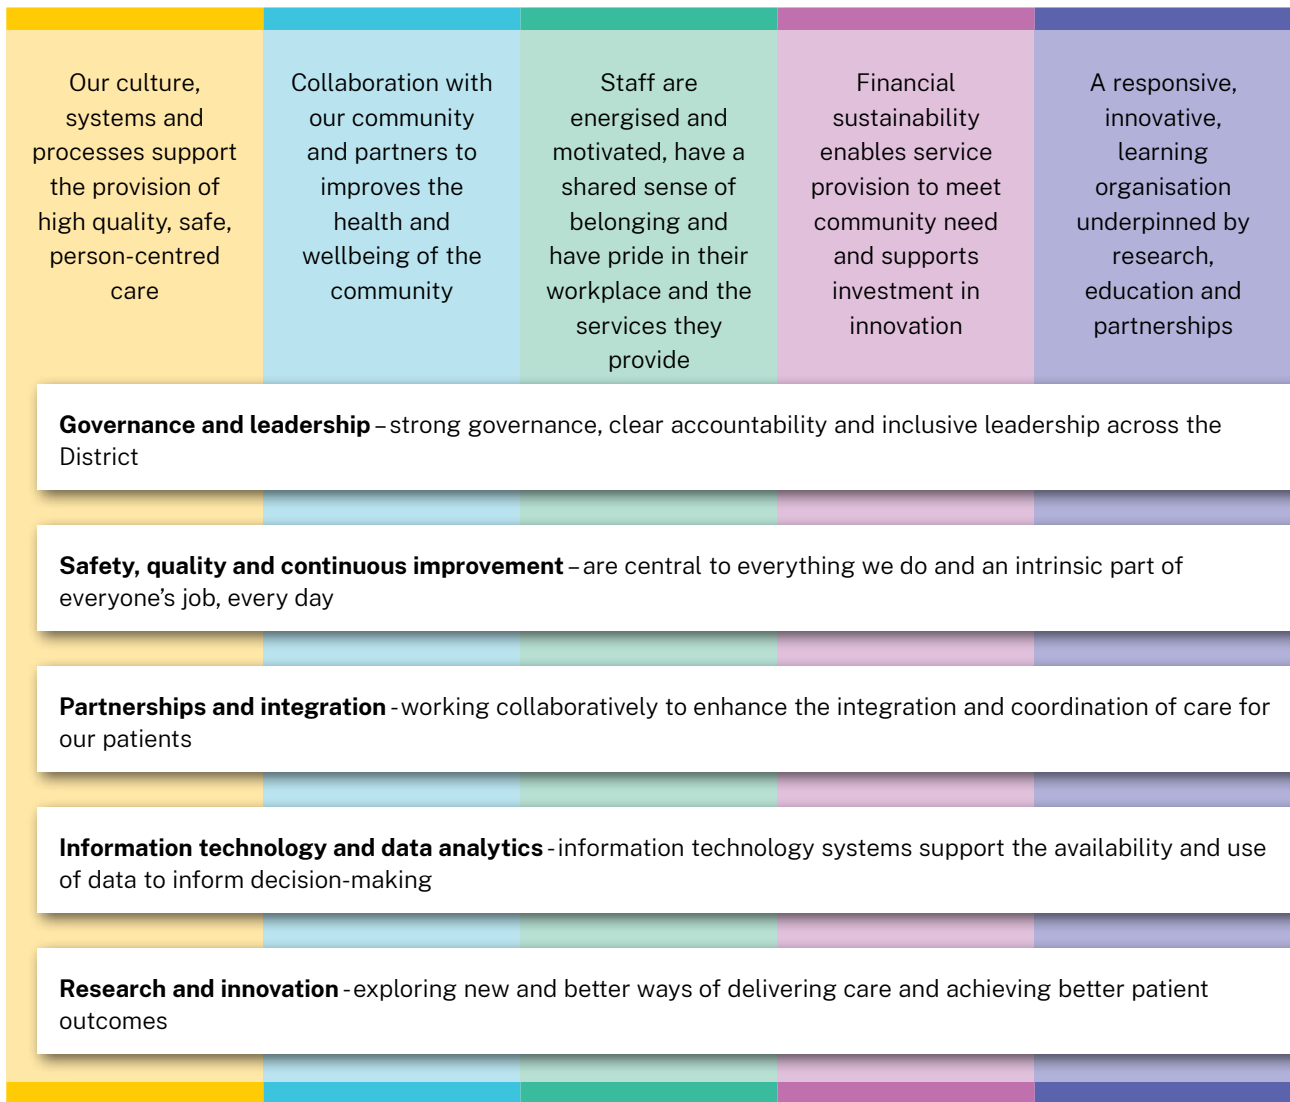 Our culture,
systems and
processes support
the provision of
high quality, safe,
person-centred
care
Collaboration with
our community
and partners to
improves the
health and
wellbeing of the
community
Staff are
energised and
motivated, have a
shared sense of
belonging and
have pride in their
workplace and the
services they
provide
Financial
sustainability
enables service
provision to meet
community need
and supports
investment in
innovation
A responsive,
innovative,
learning
organisation
underpinned by
research,
education and
partnerships
Governance and leadership – strong governance, clear accountability and inclusive leadership across the
District
Safety, quality and continuous improvement – are central to everything we do and an intrinsic part of
everyone’s job, every day
Partnerships and integration - working collaboratively to enhance the integration and coordination of care for
our patients
Information technology and data analytics - information technology systems support the availability and use
of data to inform decision-making
Research and innovation - exploring new and better ways of delivering care and achieving better patient
outcomes